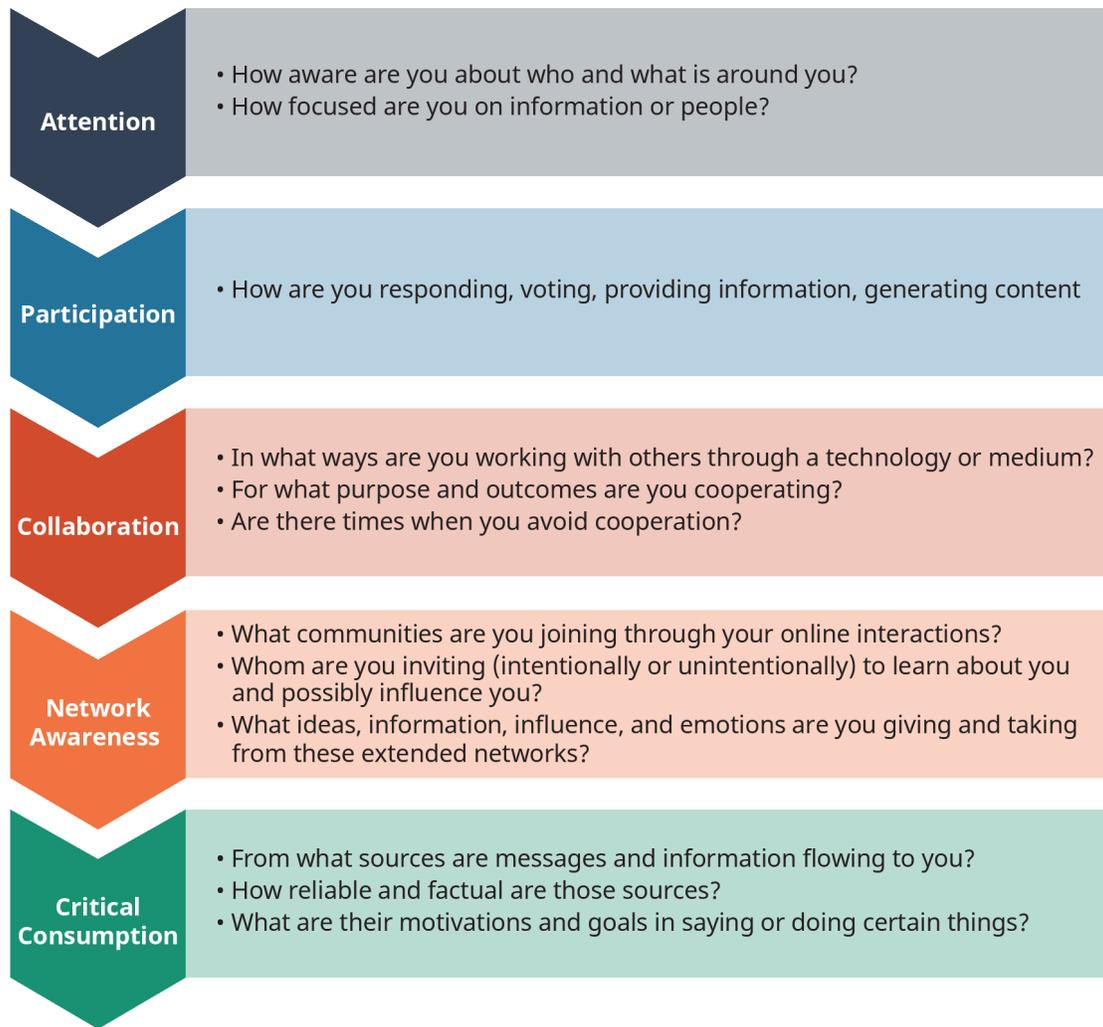 Attention
• How aware are you about who and what is around you?
• How focused are you on information or people?
Participation
• How are you responding, voting, providing information, generating content
Collaboration
• In what ways are you working with others through a technology or medium?
• For what purpose and outcomes are you cooperating?
• Are there times when you avoid cooperation?
Network
Awareness
• What communities are you joining through your online interactions?
• Whom are you inviting (intentionally or unintentionally) to learn about you
and possibly influence you?
• What ideas, information, influence, and emotions are you giving and taking
from these extended networks?
Critical
Consumption
• From what sources are messages and information flowing to you?
• How reliable and factual are those sources?
• What are their motivations and goals in saying or doing certain things?